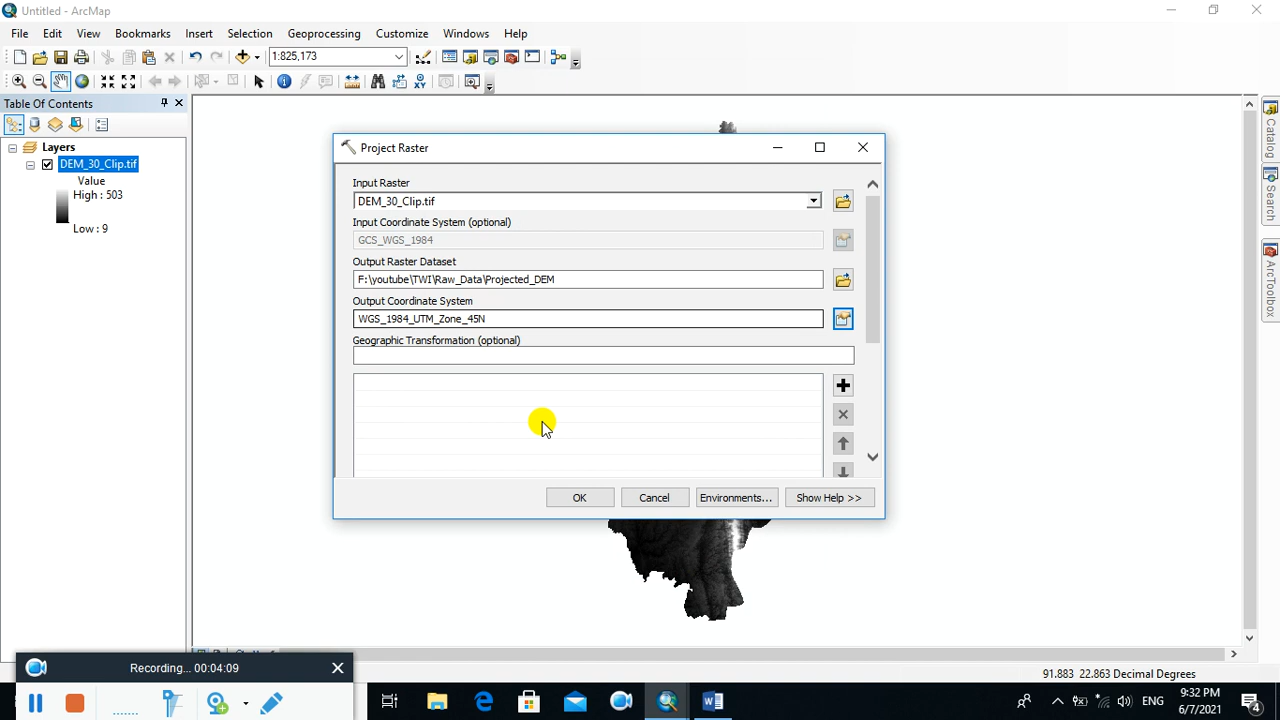 Untitled - ArcMap
File Edit View Bookmarks Insert Selection Geoprocessing Customize Windows Help
1:825,173
Table Of Contents
Layers
DEM_30_Clip.tif
Value
High : 503
Low : 9
Project Raster
Input Raster
DEM_30_Clip.tif
Input Coordinate System (optional)
GCS_WGS_1984
Output Raster Dataset
F:\youtube\TWI\Raw_Data\Projected_DEM
Output Coordinate System
WGS_1984_UTM_Zone_45N
Geographic Transformation (optional)
OK Cancel Environments... Show Help >>
Catalog
Search
ArcToolbox
91.883 22.863 Decimal Degrees
Recording... 00:04:09
ENG
9:32 PM
6/7/2021
4